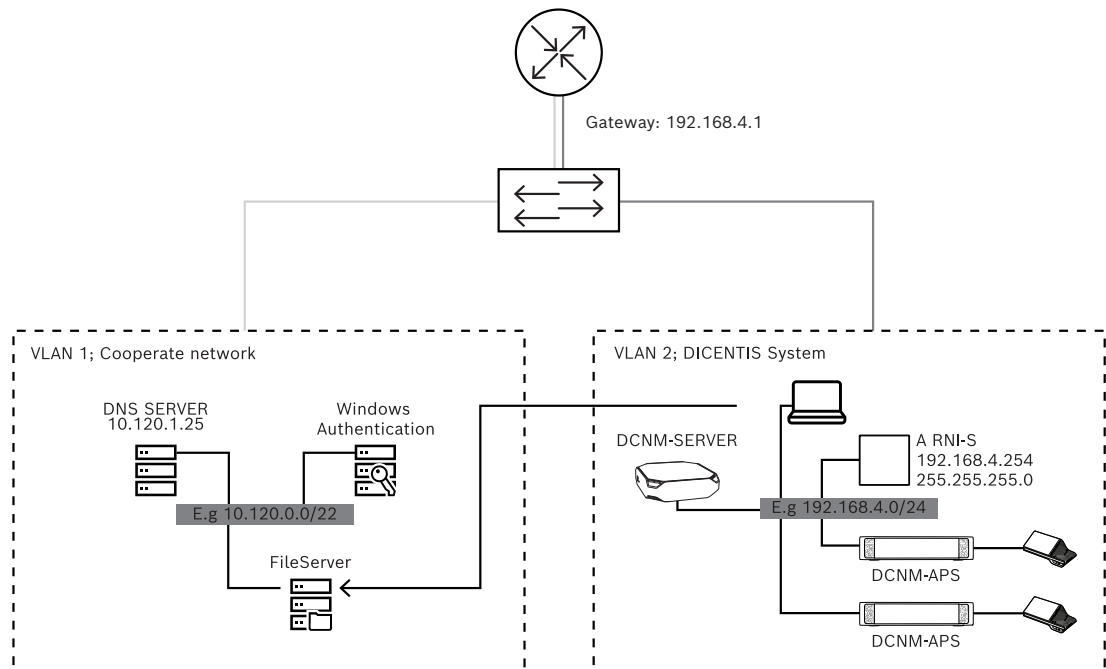 Gateway: 192.168.4.1
VLAN 1; Cooperate network
DNS SERVER
10.120.1.25
Windows
Authentication
E.g 10.120.0.0/22
FileServer
VLAN 2; DICENTIS System
DCNM-SERVER
A RNI-S
192.168.4.254
255.255.255.0
E.g 192.168.4.0/24
DCNM-APS
DCNM-APS